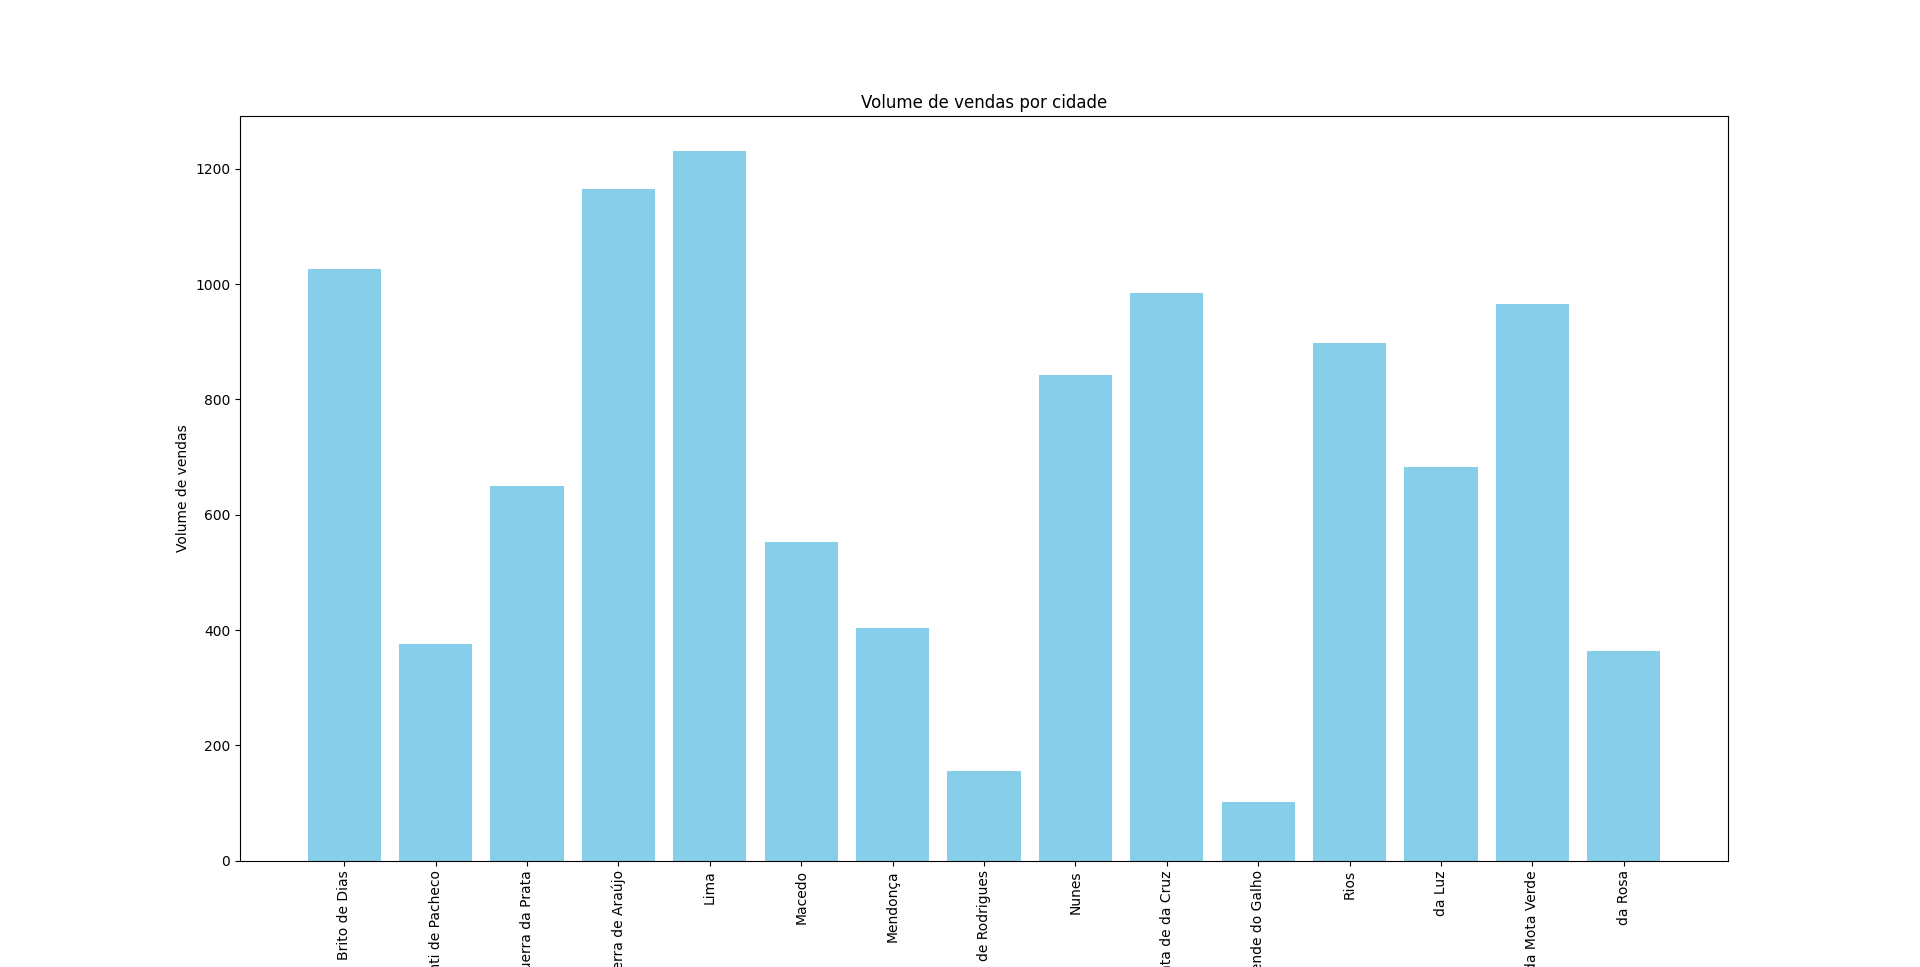 Volume de vendas por cidade
Volume de vendas
1200
1000
800
600
400
200
0
Brito de Dias
nti de Pacheco
uerra da Prata
erra de Araújo
Lima
Macedo
Mendonça
de Rodrigues
Nunes
ata de da Cruz
ende do Galho
Rios
da Luz
da Mota Verde
da Rosa